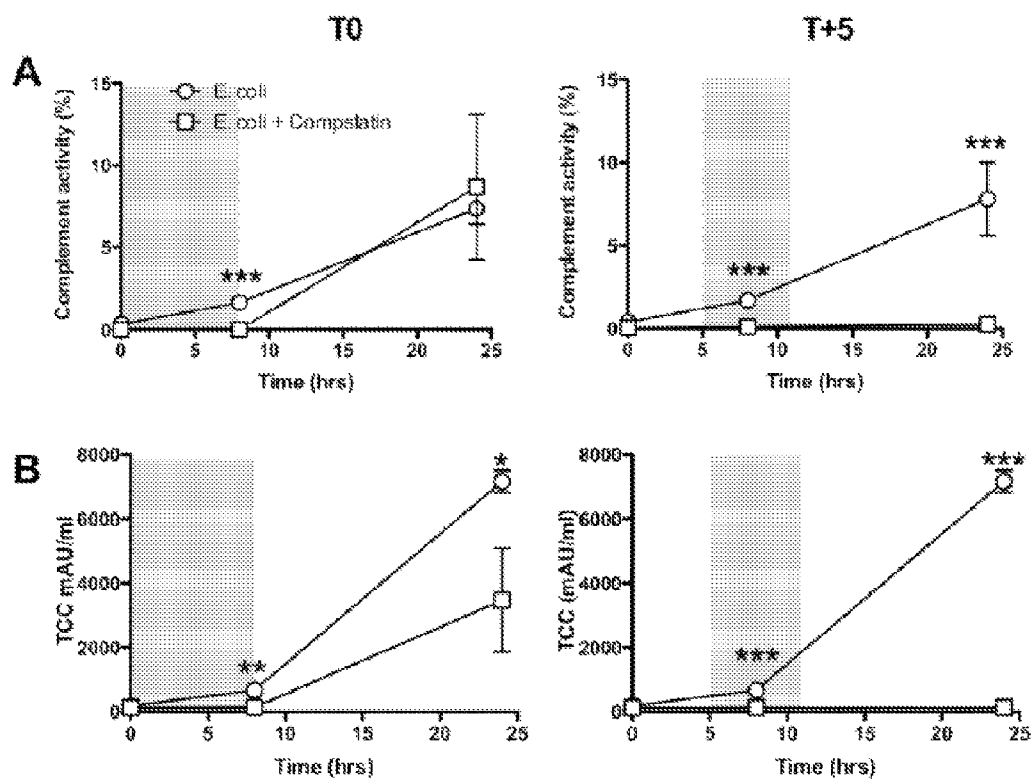 T0
T+5
A
15
10
5
0
Complement activity (%)
E. coli
E. coli + Compstatin
***
0 5 10 15 20 25
Time (hrs)
15
10
5
0
Complement activity (%)
***
***
0 5 10 15 20 25
Time (hrs)
B
8000
6000
4000
2000
0
TCC mAU/ml
**
*
0 5 10 15 20 25
Time (hrs)
8000
6000
4000
2000
0
TCC (mAU/ml)
***
***
0 5 10 15 20 25
Time (hrs)